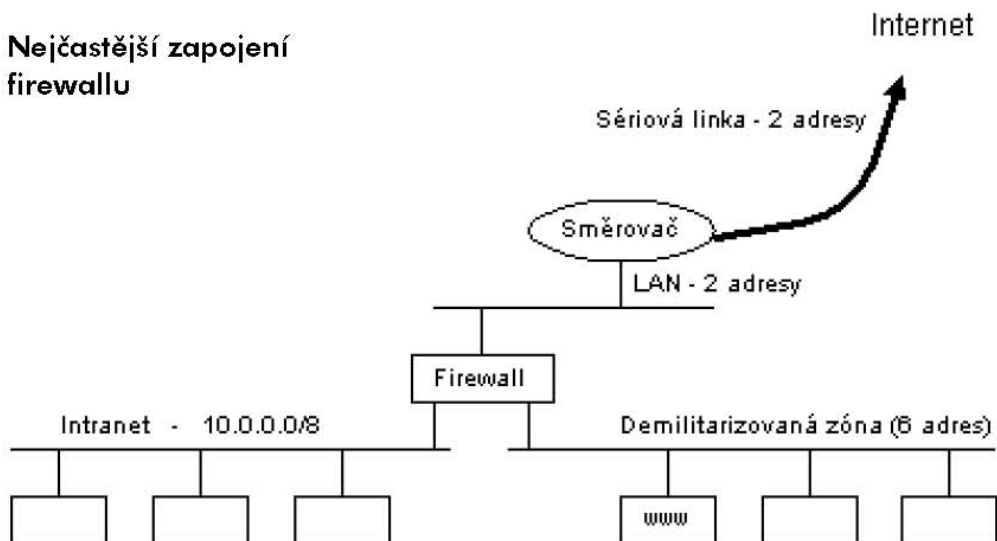 Nejčastější zapojení
firewallu
Internet
Sériová linka - 2 adresy
Směrovač
LAN - 2 adresy
Firewall
Intranet - 10.0.0.0/8
Demilitarizovaná zóna (6 adres)
www